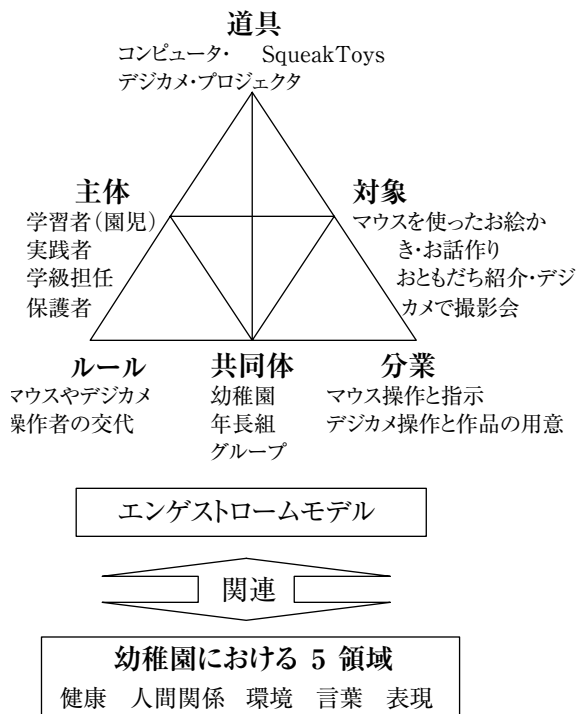 道具
コンピュータ・　SqueakToys
デジカメ・プロジェクタ
主体
学習者(園児)
実践者
学級担任
保護者
対象
マウスを使ったお絵か
き・お話作り
おともだち紹介・デジ
カメで撮影会
ルール
マウスやデジカメ
操作者の交代
共同体
幼稚園
年長組
グループ
分業
マウス操作と指示
デジカメ操作と作品の用意
エンゲストロームモデル
関連
幼稚園における 5 領域
健康　人間関係　環境　言葉　表現